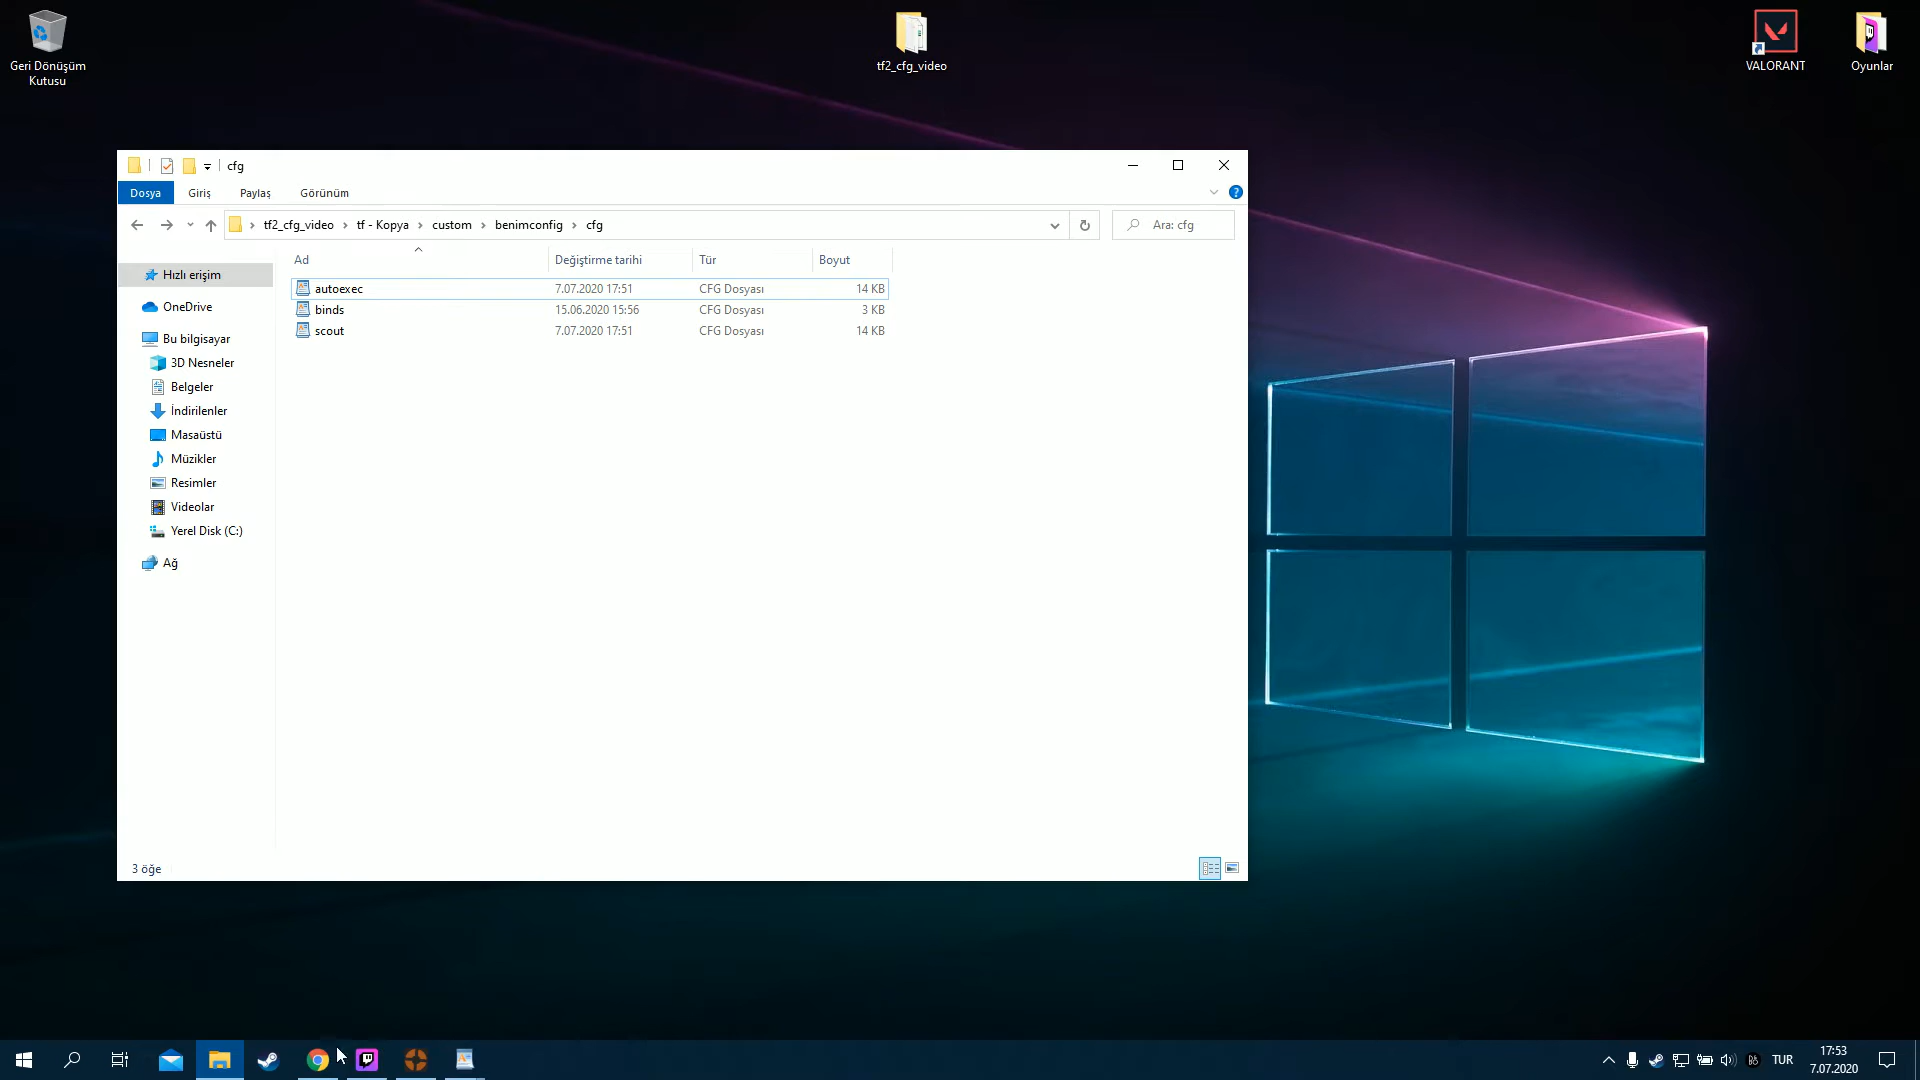 Geri Dönüşüm
Kutusu
tf2_cfg_video
VALORANT
Oyunlar
cfg
Dosya
Giriş
Paylaş
Görünüm
tf2_cfg_video
tf - Kopya
custom
benimconfig
cfg
Ara: cfg
Ad
Değiştirme tarihi
Tür
Boyut
autoexec
7.07.2020 17:51
CFG Dosyası
14 KB
binds
15.06.2020 15:56
CFG Dosyası
3 KB
scout
7.07.2020 17:51
CFG Dosyası
14 KB
Hızlı erişim
OneDrive
Bu bilgisayar
3D Nesneler
Belgeler
İndirilenler
Masaüstü
Müzikler
Resimler
Videolar
Yerel Disk (C:)
Ağ
3 öğe
TUR
17:53
7.07.2020